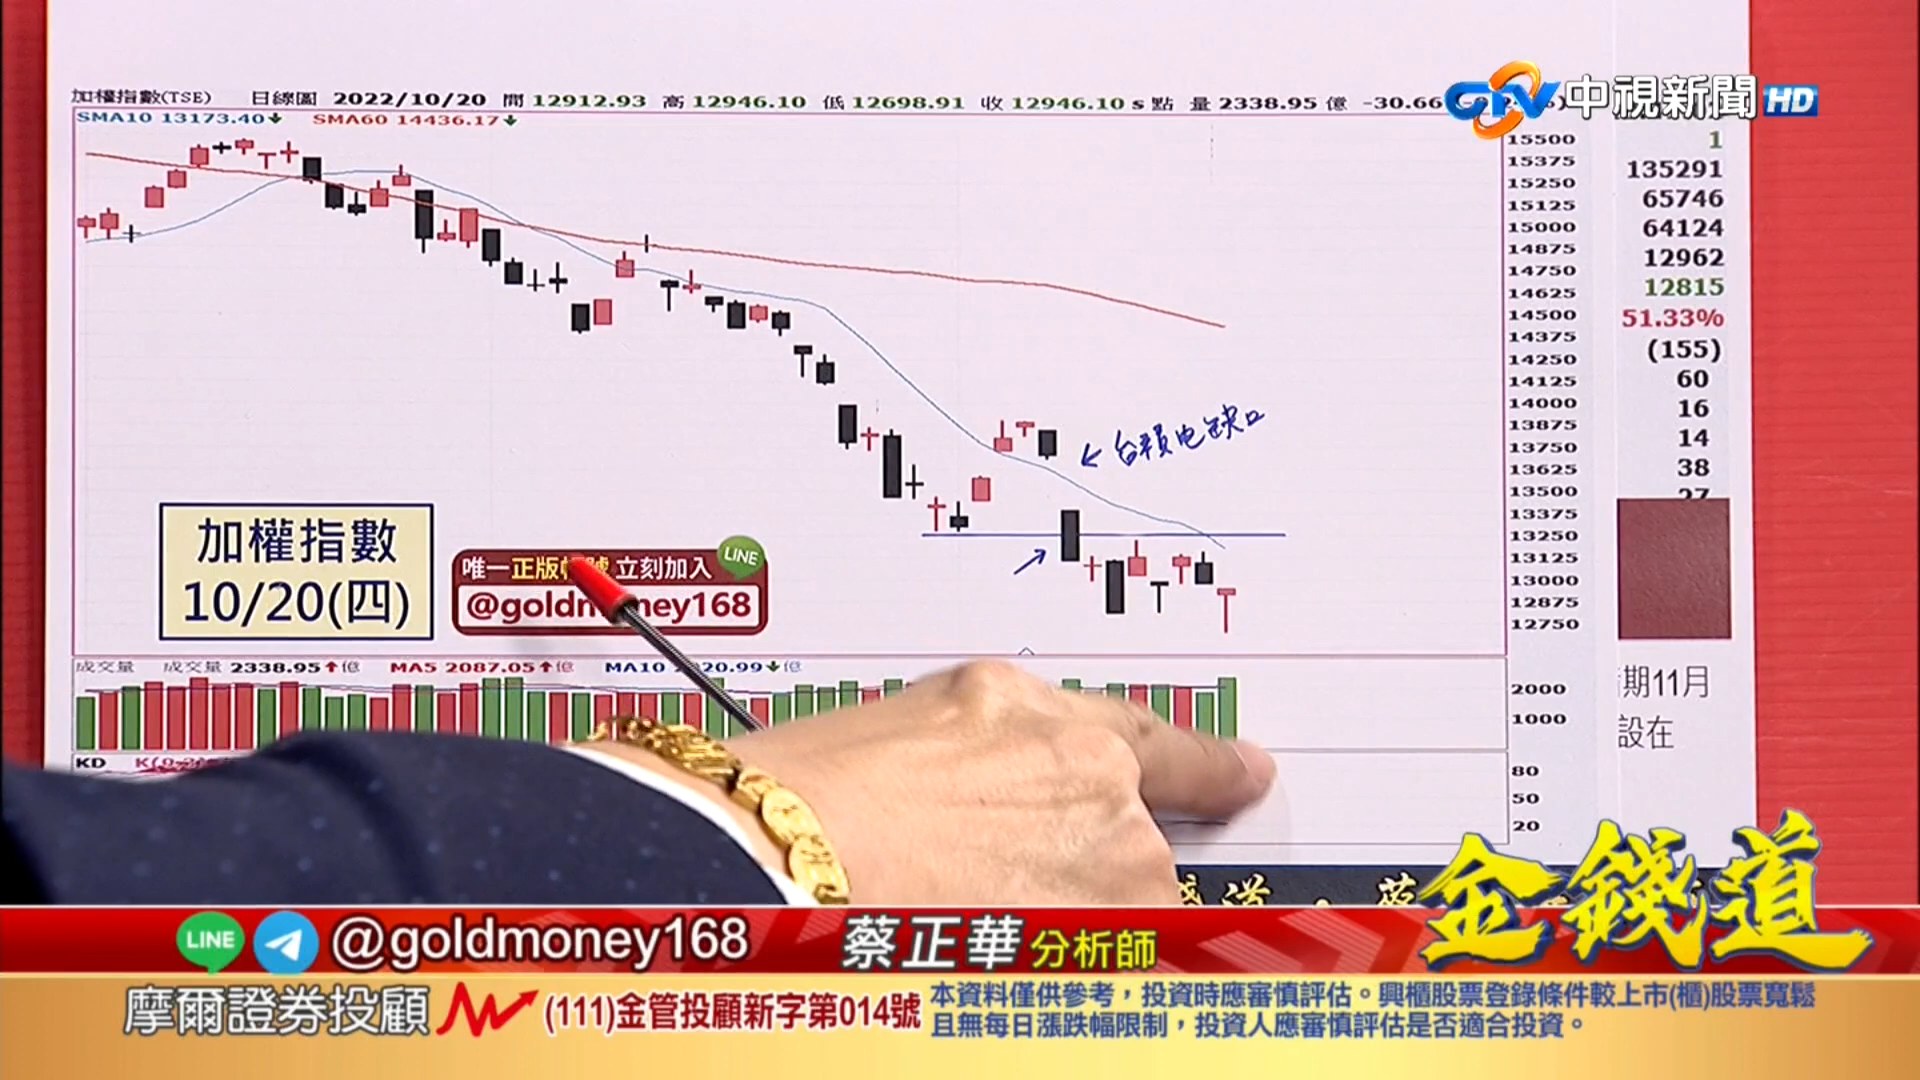 加權指數(TSE) 日線圖 2022/10/20 開 12912.93 高 12946.10 低 12698.91 收 12946.10 s 點 量 2338.95 億 -30.66
SMA10 13173.40↓ SMA60 14436.17↓
中視新聞 HD
15500
15375
15250
15125
15000
14875
14750
14625
14500
14375
14250
14125
14000
13875
13750
13625
13500
13375
13250
13125
13000
12875
12750
1
135291
65746
64124
12962
12815
51.33%
(155)
60
16
14
38
27
期11月
設在
← 台積电缺口
加權指數
10/20(四)
唯一正版帳號 立刻加入
LINE
@goldmoney168
成交量 成交量 2338.95↑億 MA5 2087.05↑億 MA10 20.99↓億
2000
1000
KD
80
50
20
金錢道
LINE @goldmoney168 蔡正華 分析師
摩爾證券投顧 (111)金管投顧新字第014號
本資料僅供參考，投資時應審慎評估。興櫃股票登錄條件較上市(櫃)股票寬鬆
且無每日漲跌幅限制，投資人應審慎評估是否適合投資。